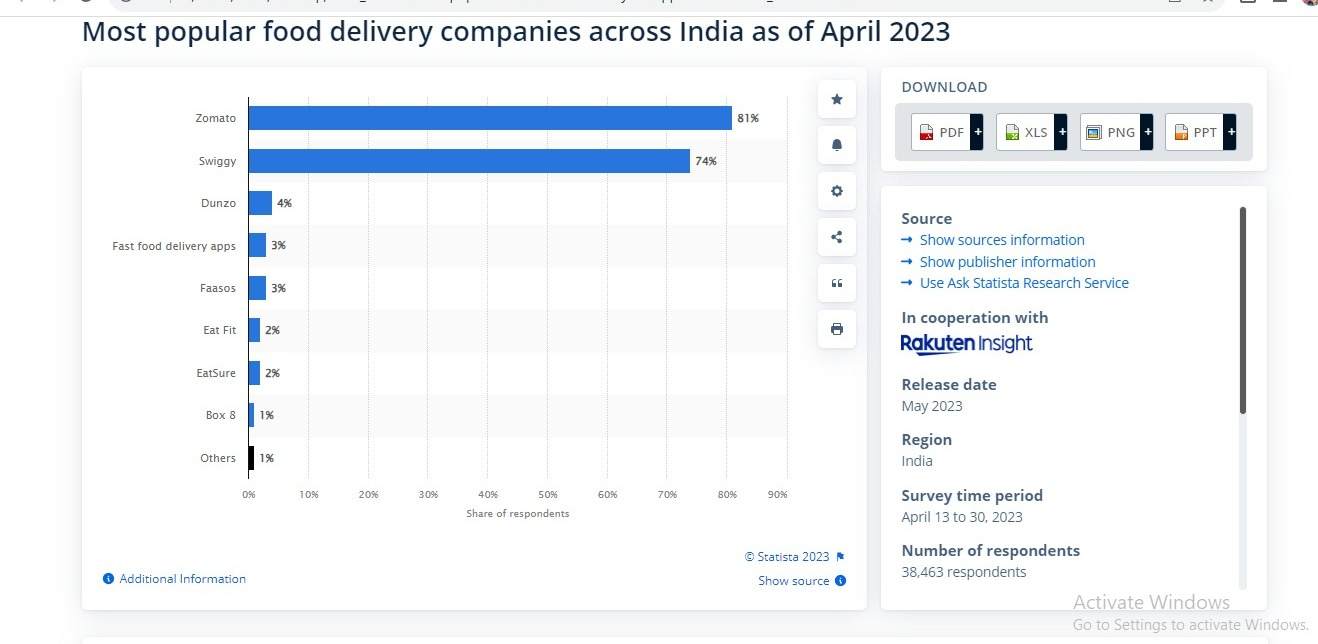 Most popular food delivery companies across India as of April 2023
Zomato 81%
Swiggy 74%
Dunzo 4%
Fast food delivery apps 3%
Faasos 3%
Eat Fit 2%
EatSure 2%
Box 8 1%
Others 1%
0% 10% 20% 30% 40% 50% 60% 70% 80% 90%
Share of respondents
© Statista 2023
Additional Information
Show source
DOWNLOAD
PDF + XLS + PNG + PPT +
Source
→ Show sources information
→ Show publisher information
→ Use Ask Statista Research Service
In cooperation with
Rakuten Insight
Release date
May 2023
Region
India
Survey time period
April 13 to 30, 2023
Number of respondents
38,463 respondents
Activate Windows
Go to Settings to activate Windows.